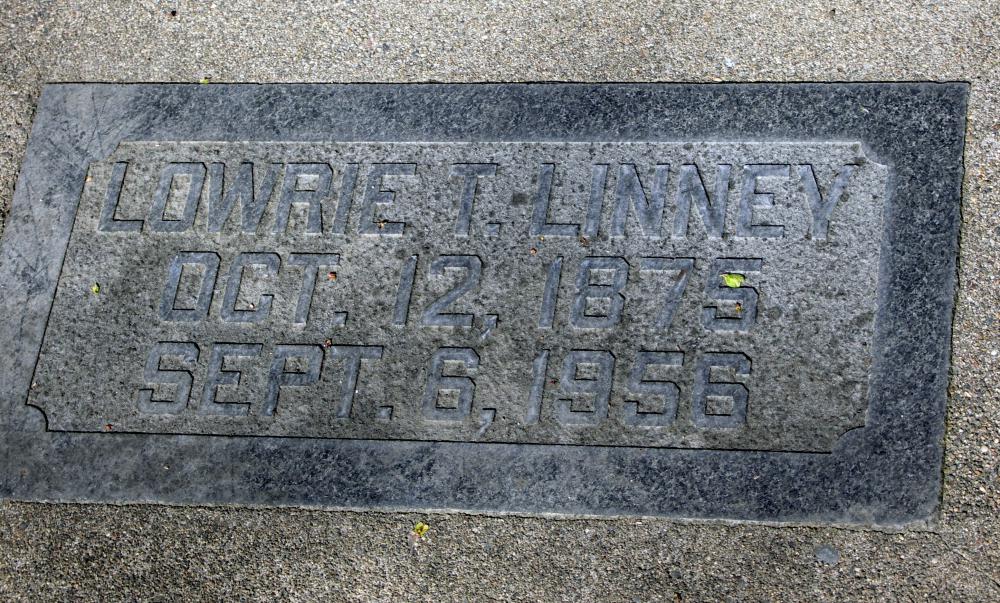 LOWRIE T. LINNEY
OCT. 12, 1875
SEPT. 6, 1956